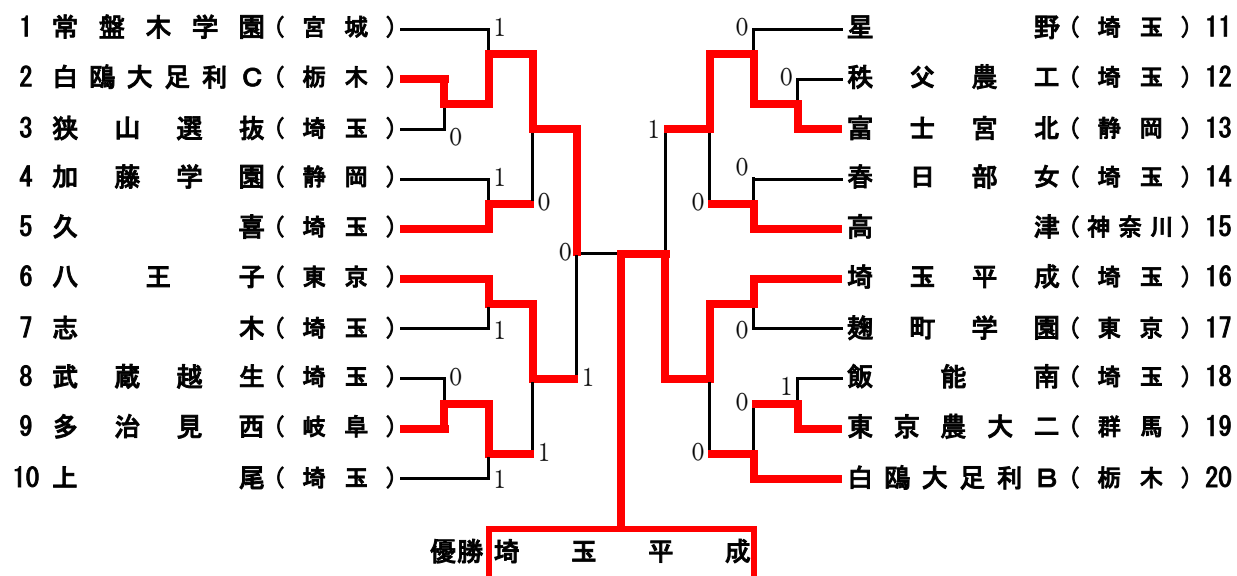 1 常盤木学園(宮城) 1 0 星野(埼玉) 11
2 白鴎大足利C(栃木) 0 秩父農工(埼玉) 12
3 狭山選抜(埼玉) 0 1 富士宮北(静岡) 13
4 加藤学園(静岡) 1 0 春日部女(埼玉) 14
5 久喜(埼玉) 0 0 高津(神奈川) 15
0
6 八王子(東京) 埼玉平成(埼玉) 16
7 志木(埼玉) 1 0 麹町学園(東京) 17
8 武蔵越生(埼玉) 0 1 1 飯能南(埼玉) 18
9 多治見西(岐阜) 1 0 0 東京農大二(群馬) 19
10 上尾(埼玉) 1 白鴎大足利B(栃木) 20
優勝 埼玉平成